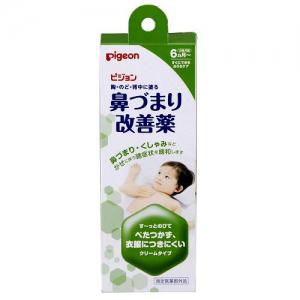 pigeon
6ヵ月〜
ピジョン
胸・のど・背中に塗る
鼻づまり
改善薬
鼻づまり・くしゃみなど
かぜに伴う諸症状を緩和します
す〜っとのびて
べたつかず、
衣服につきにくい
クリームタイプ
指定医薬部外品